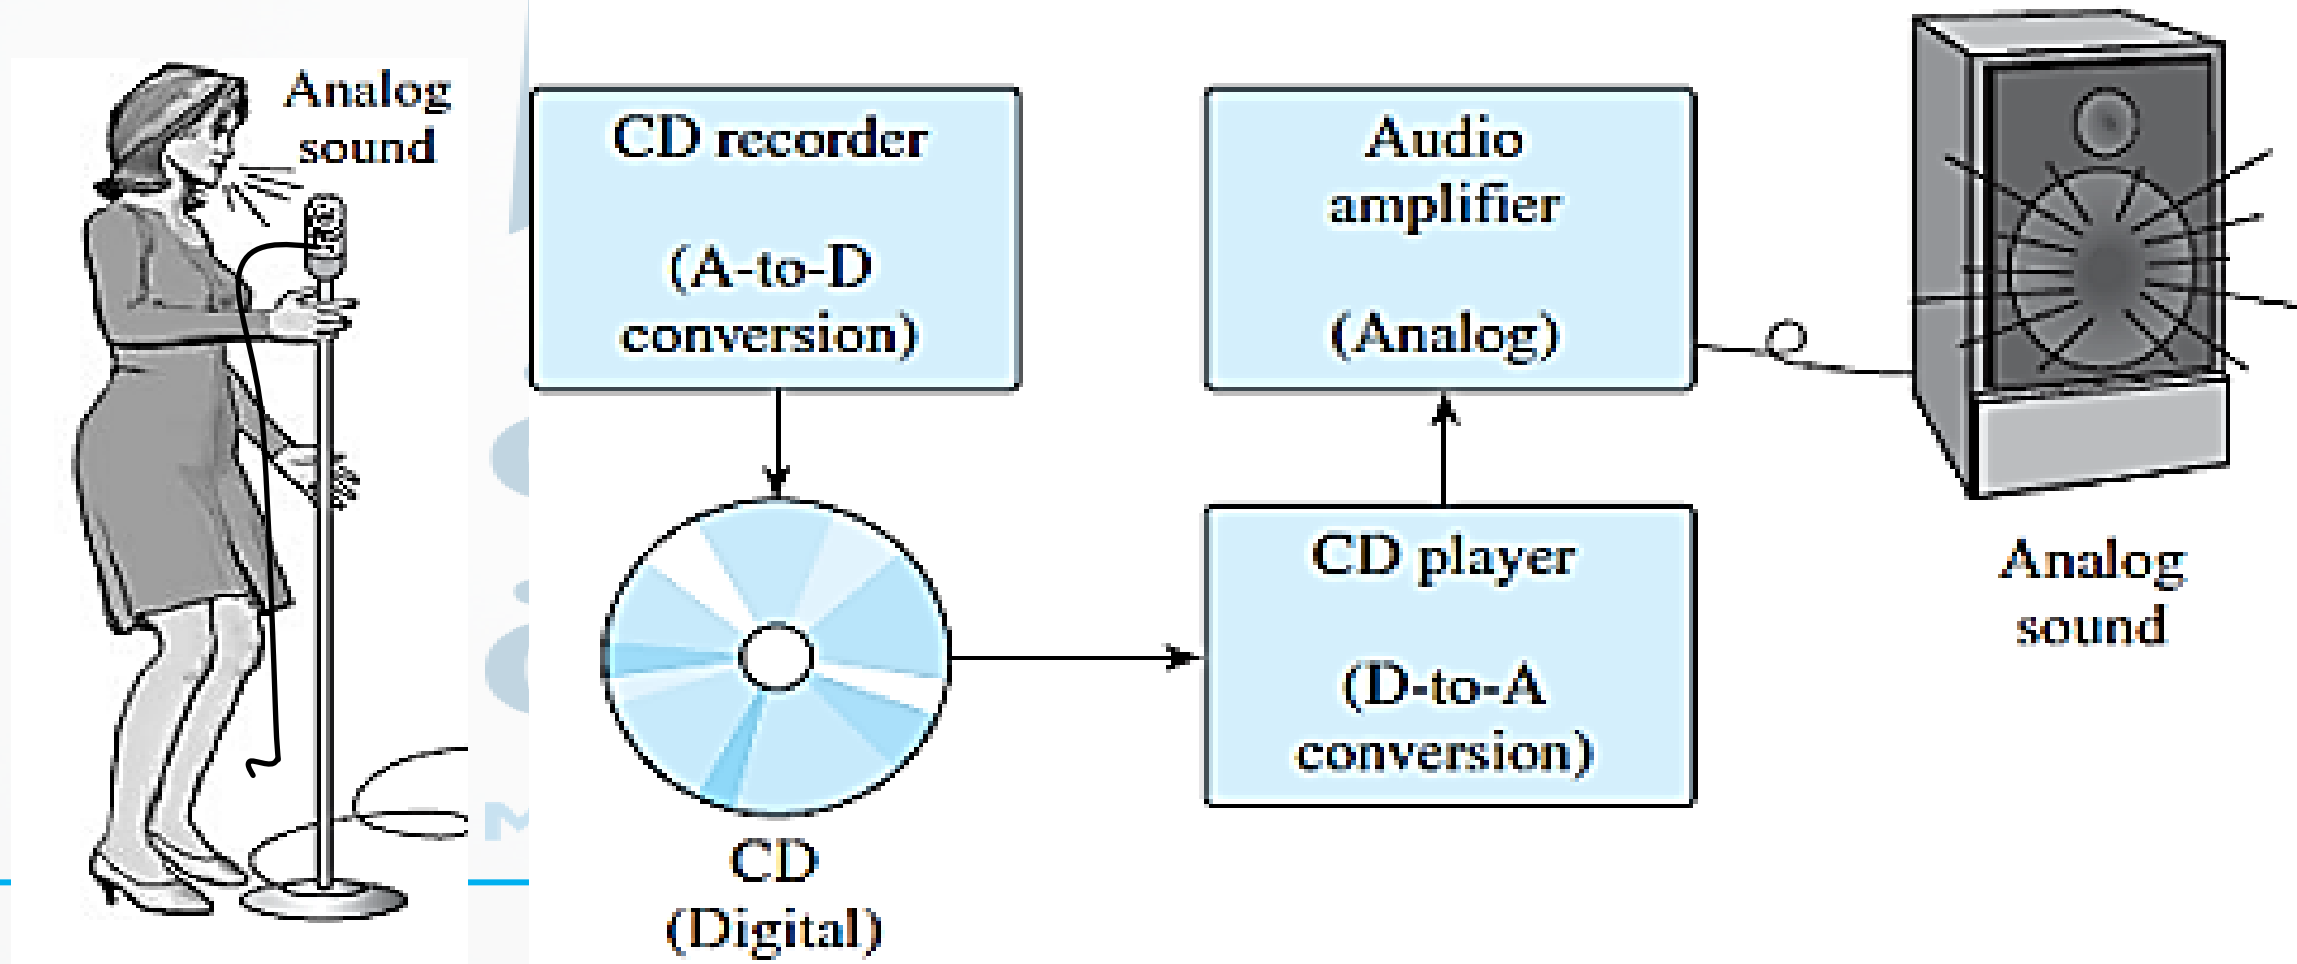 Analog
sound
CD recorder
(A-to-D
conversion)
CD
(Digital)
Audio
amplifier
(Analog)
CD player
(D-to-A
conversion)
Analog
sound